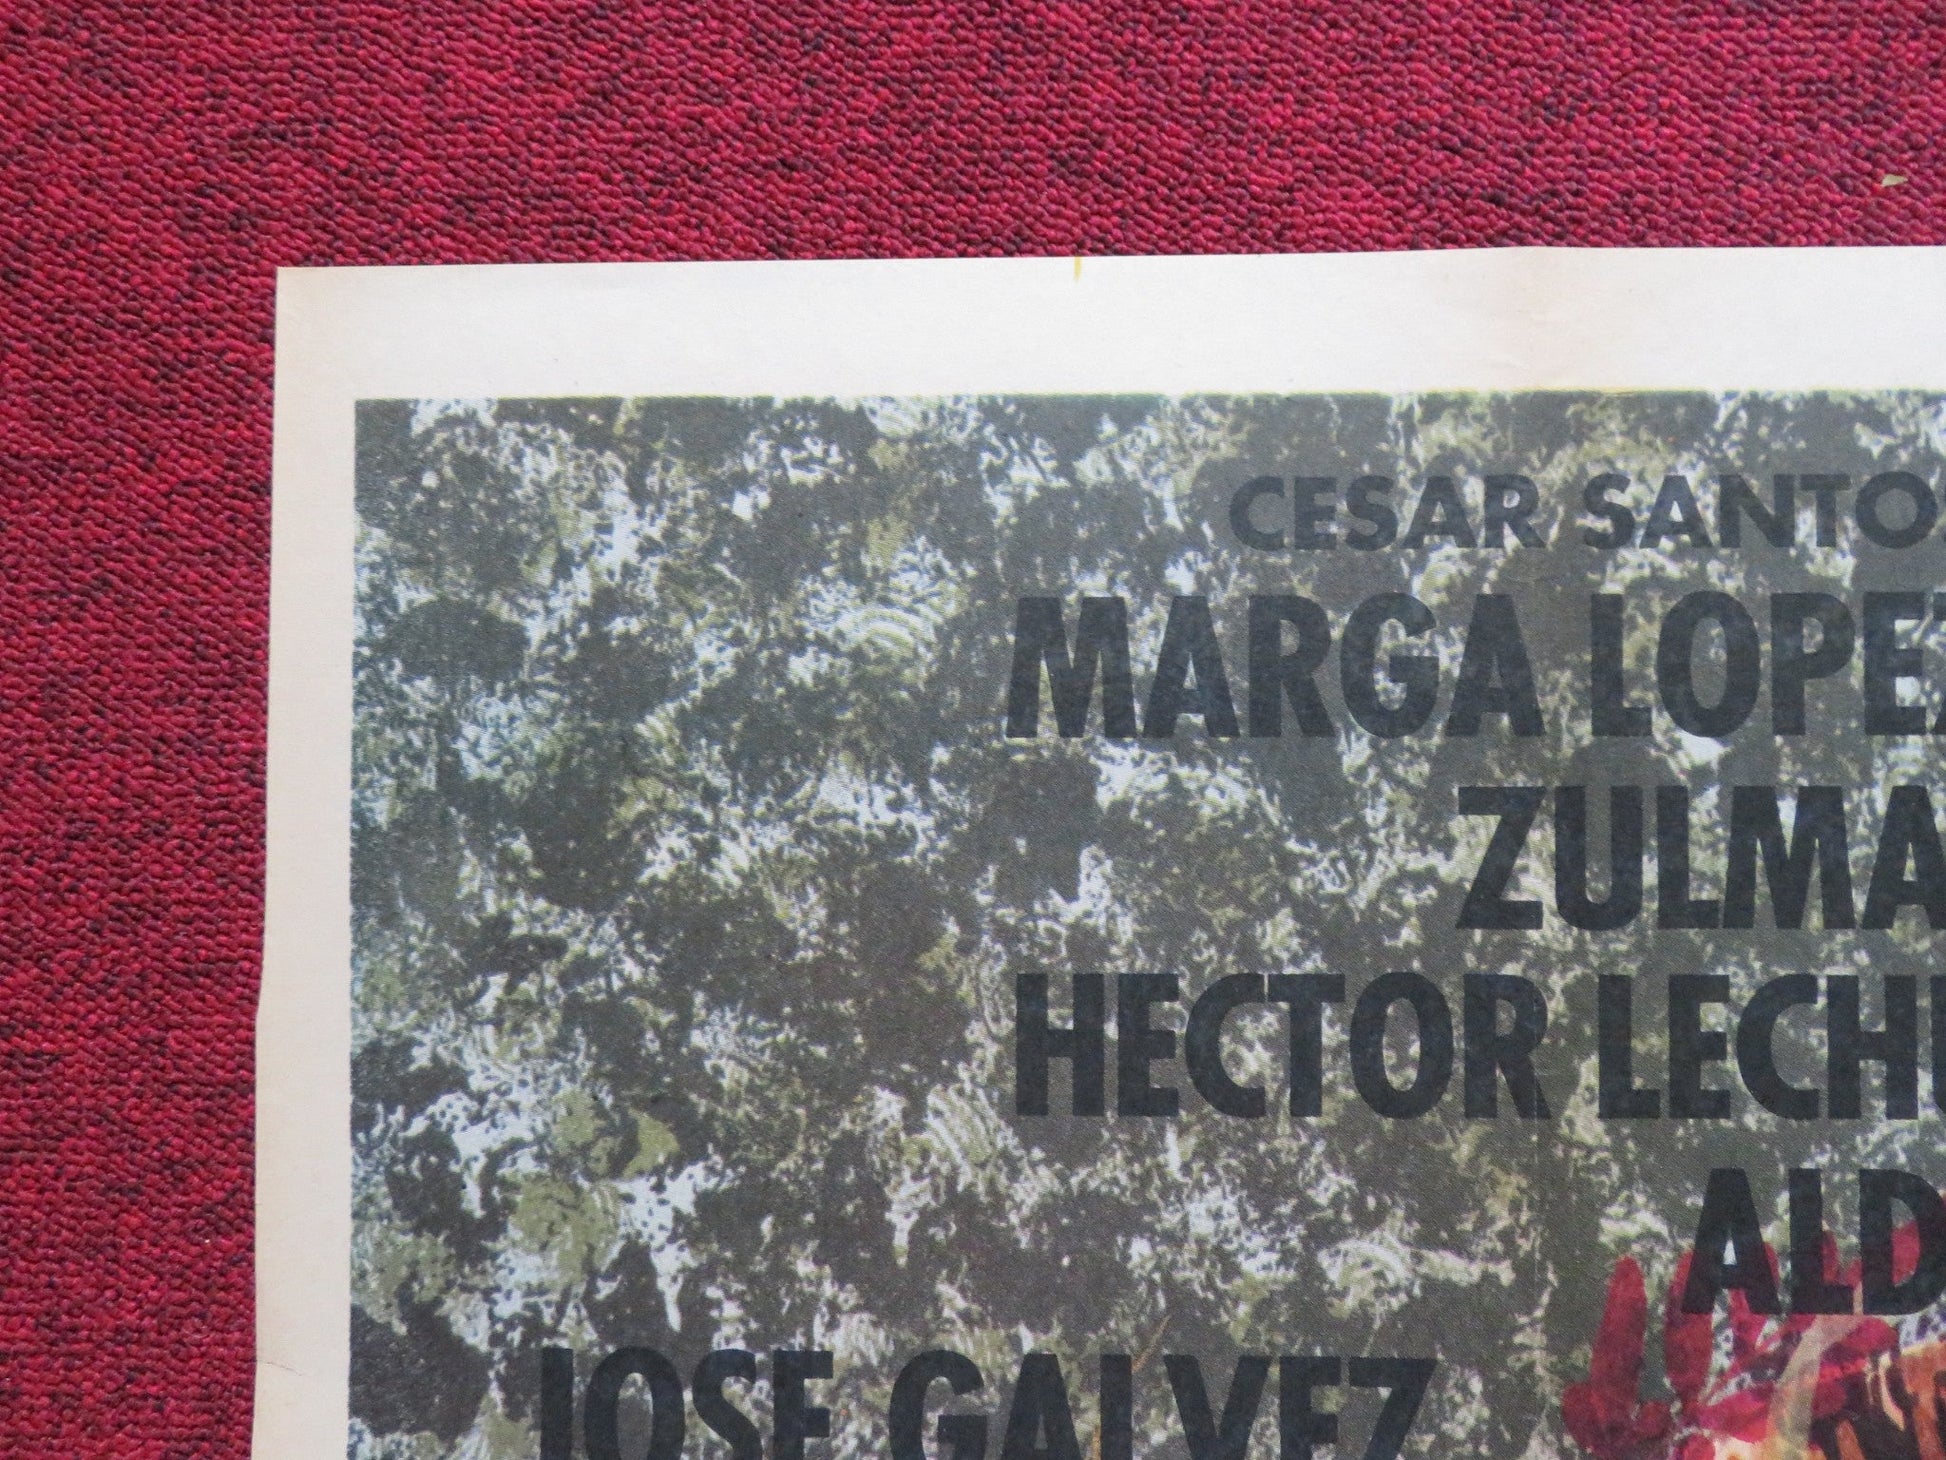 CESAR SANTOS
MARGA LOPEZ
ZULMA
HECTOR LECHU
ALD
JOSE GALVEZ